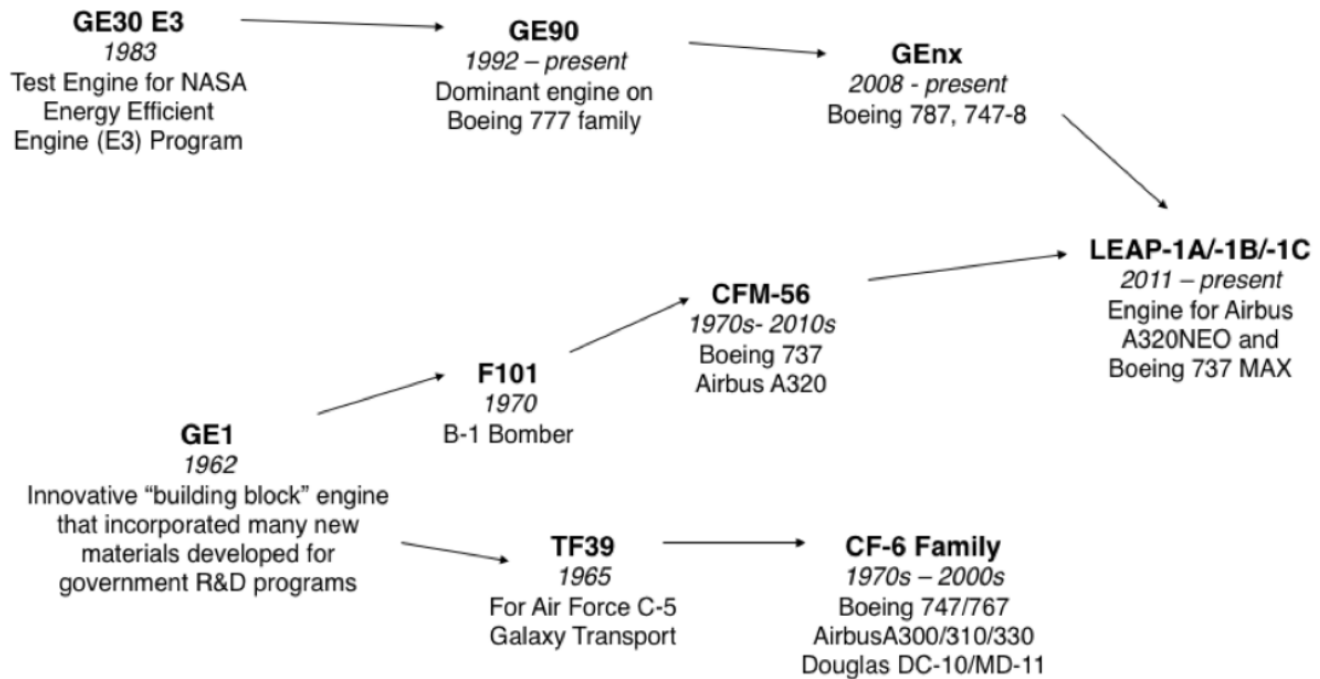 GE30 E3
1983
Test Engine for NASA
Energy Efficient
Engine (E3) Program
GE90
1992 – present
Dominant engine on
Boeing 777 family
GEnx
2008 - present
Boeing 787, 747-8
LEAP-1A/-1B/-1C
2011 – present
Engine for Airbus
A320NEO and
Boeing 737 MAX
CFM-56
1970s- 2010s
Boeing 737
Airbus A320
F101
1970
B-1 Bomber
GE1
1962
Innovative “building block” engine
that incorporated many new
materials developed for
government R&D programs
TF39
1965
For Air Force C-5
Galaxy Transport
CF-6 Family
1970s – 2000s
Boeing 747/767
AirbusA300/310/330
Douglas DC-10/MD-11